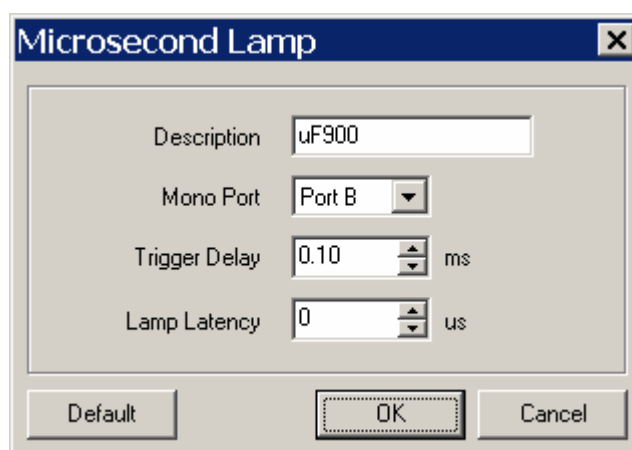 Microsecond Lamp
Description uF900
Mono Port Port B
Trigger Delay 0.10 ms
Lamp Latency 0 us
Default OK Cancel